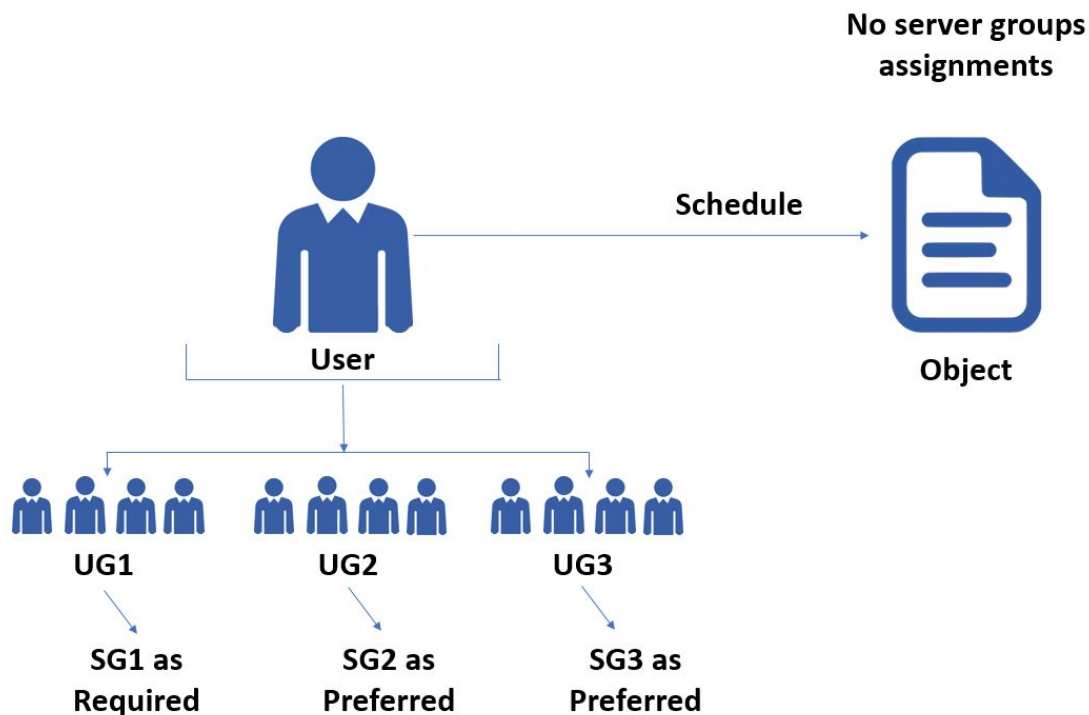 No server groups
assignments
Schedule
User
Object
UG1
UG2
UG3
SG1 as
Required
SG2 as
Preferred
SG3 as
Preferred